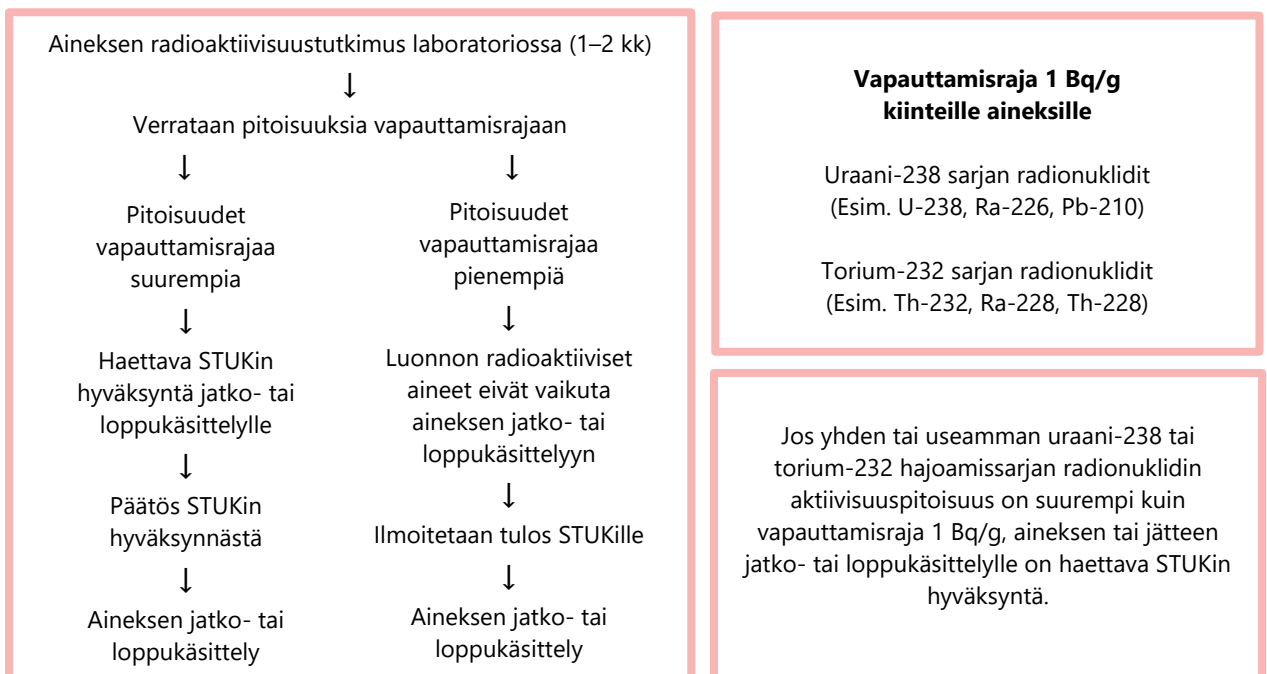 Aineksen radioaktiivisuustutkimus laboratoriossa (1–2 kk)
↓
Verrataan pitoisuuksia vapauttamisrajaan
↓
Pitoisuudet
vapauttamisrajaa
suurempia
↓
Haettava STUKin
hyväksyntä jatko- tai
loppukäsittelylle
↓
Päätös STUKin
hyväksynnästä
↓
Aineksen jatko- tai
loppukäsittely
↓
Pitoisuudet
vapauttamisrajaa
pienempiä
↓
Luonnon radioaktiiviset
aineet eivät vaikuta
aineksen jatko- tai
loppukäsittelyyn
↓
Ilmoitetaan tulos STUKille
↓
Aineksen jatko- tai
loppukäsittely
Vapauttamisraja 1 Bq/g
kiinteille aineksille
Uraani-238 sarjan radionuklidit
(Esim. U-238, Ra-226, Pb-210)
Torium-232 sarjan radionuklidit
(Esim. Th-232, Ra-228, Th-228)
Jos yhden tai useamman uraani-238 tai
torium-232 hajoamissarjan radionuklidin
aktiivisuuspitoisuus on suurempi kuin
vapauttamisraja 1 Bq/g, aineksen tai jätteen
jatko- tai loppukäsittelylle on haettava STUKin
hyväksyntä.